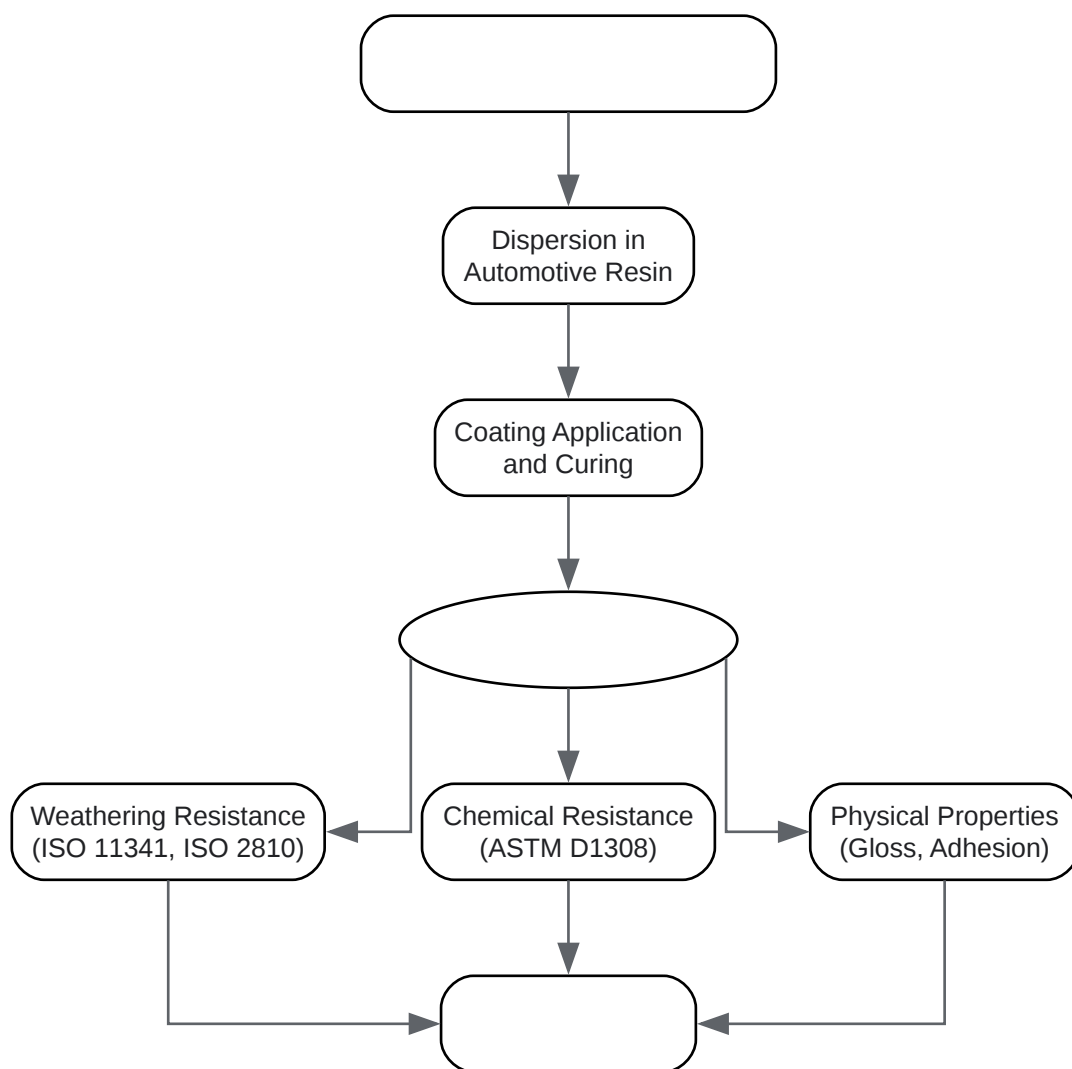 Dispersion in
Automotive Resin
Coating Application
and Curing
Weathering Resistance
(ISO 11341, ISO 2810)
Chemical Resistance
(ASTM D1308)
Physical Properties
(Gloss, Adhesion)